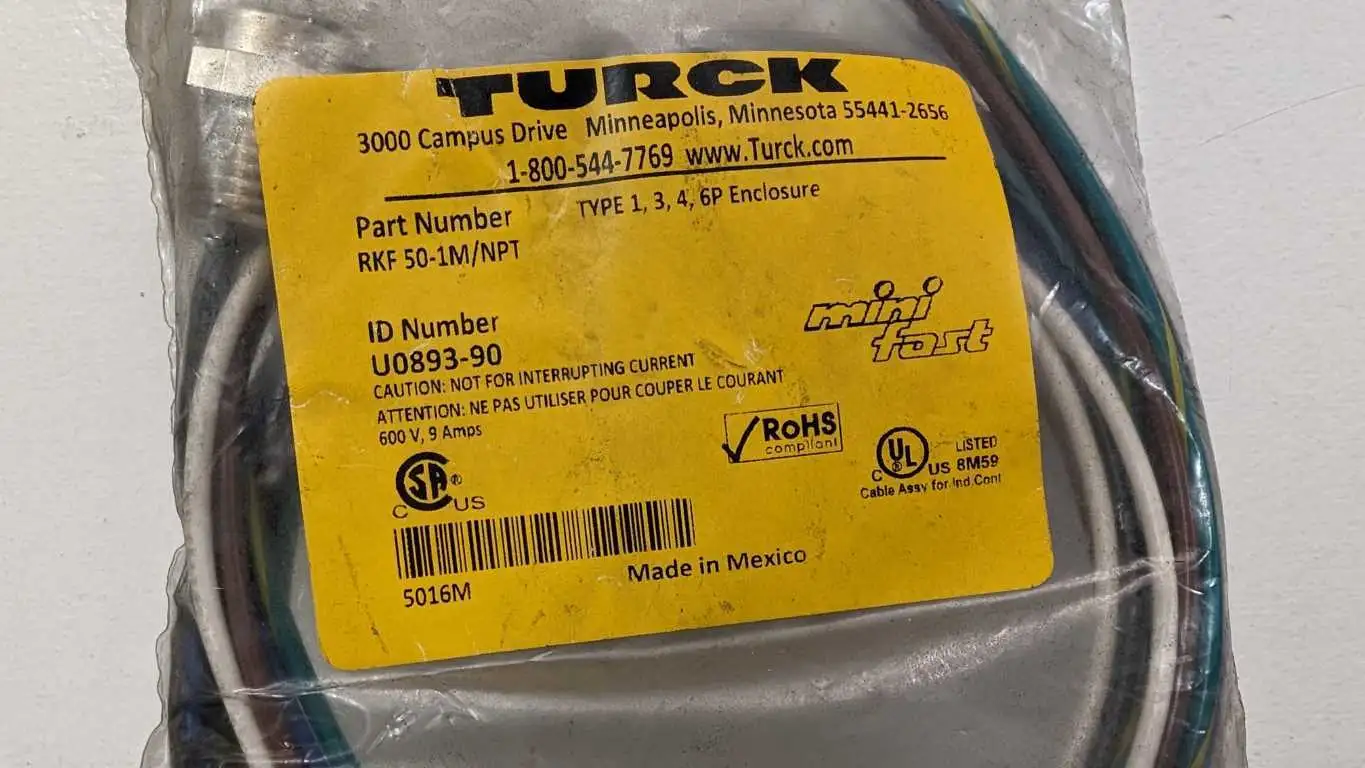 TURCK
3000 Campus Drive Minneapolis, Minnesota 55441-2656
1-800-544-7769 www.Turck.com
TYPE 1, 3, 4, 6P Enclosure
Part Number
RKF 50-1M/NPT
mini
fast
ID Number
U0893-90
CAUTION: NOT FOR INTERRUPTING CURRENT
ATTENTION: NE PAS UTILISER POUR COUPER LE COURANT
600 V, 9 Amps
RoHS
compliant
C UL ® US LISTED 8M59
Cable Assy for Ind Cont
C SA ® US
5016M
Made in Mexico